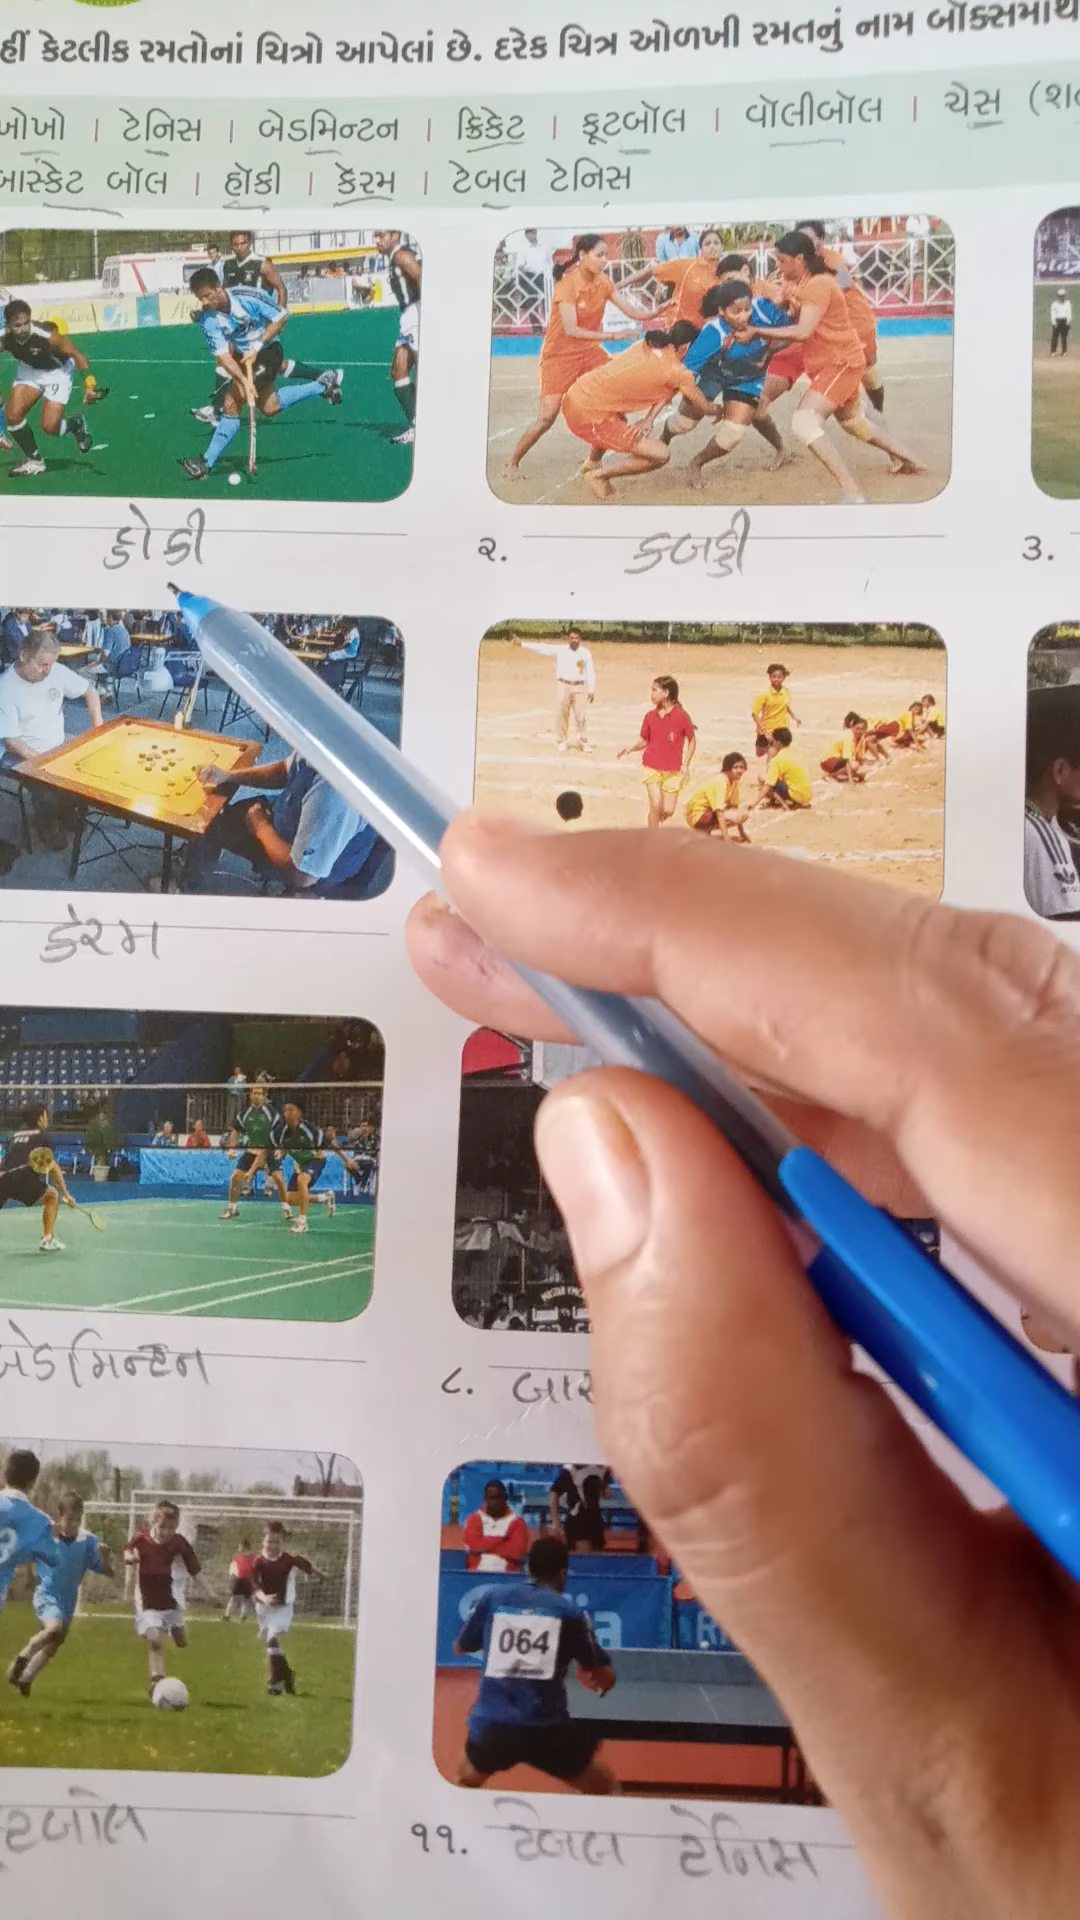 હીં કેટલીક રમતોનાં ચિત્રો આપેલાં છે. દરેક ચિત્ર ઓળખી રમતનું નામ બૉક્સમાંથ
ખોખો | ટેનિસ | બેડમિન્ટન | ક્રિકેટ | ફૂટબૉલ | વૉલીબૉલ | ચેસ
બાસ્કેટ બૉલ | હૉકી | કૅરમ | ટેબલ ટેનિસ
હોકી
૨. કબડ્ડી
૩.
કેરમ
બેડમિન્ટન
૮. બાસ
064
ટબોલ
૧૧. ટેબલ ટેનિસ